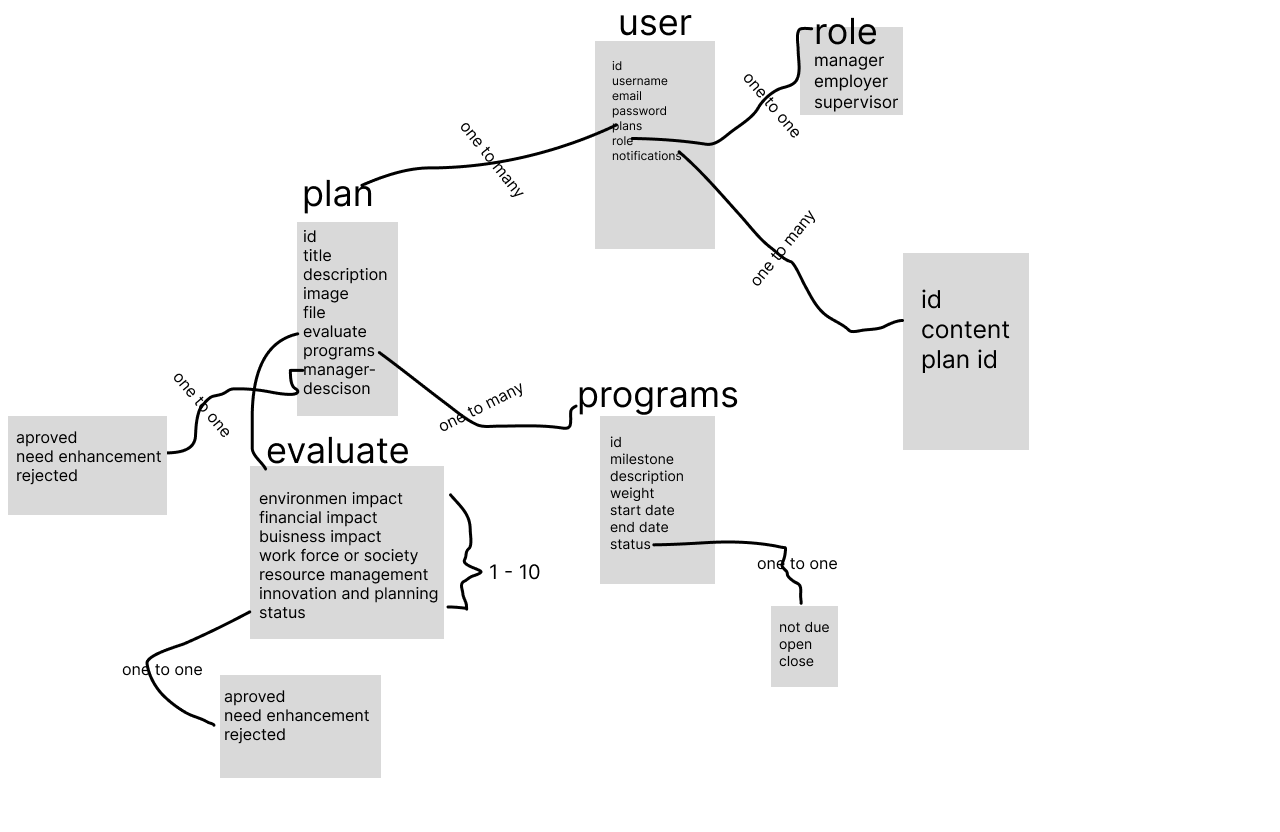 user
id
username
email
password
plans
role
notifications
role
manager
employer
supervisor
one to one
one to many
one to many
id
content
plan id
plan
id
title
description
image
file
evaluate
programs
manager-
descison
one to one
aproved
need enhancement
rejected
one to many
programs
id
milestone
description
weight
start date
end date
status
one to one
not due
open
close
evaluate
environmen impact
financial impact
buisness impact
work force or society
resource management
innovation and planning
status
1 - 10
one to one
aproved
need enhancement
rejected